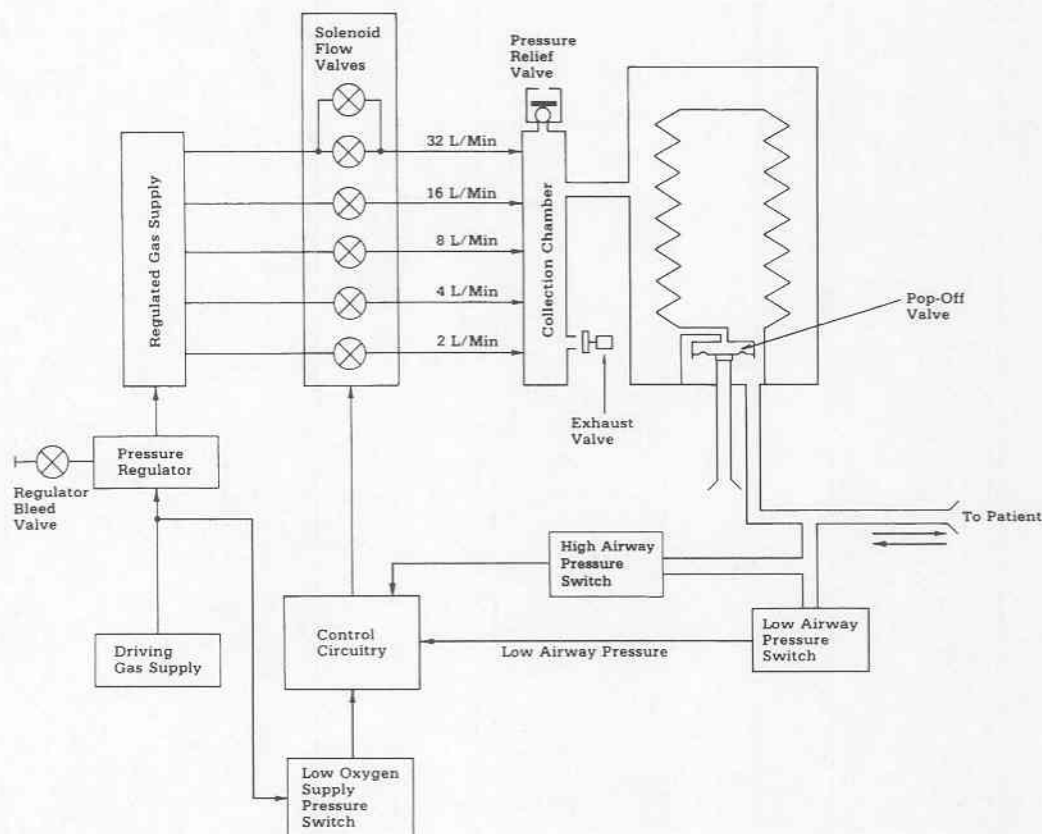 Solenoid
Flow
Valves
Pressure
Relief
Valve
Regulated Gas Supply
32 L/Min
16 L/Min
8 L/Min
4 L/Min
2 L/Min
Collection Chamber
Pop-Off
Valve
Exhaust
Valve
Pressure
Regulator
Regulator
Bleed
Valve
To Patient
High Airway
Pressure
Switch
Driving
Gas Supply
Control
Circuitry
Low Airway Pressure
Low Airway
Pressure
Switch
Low Oxygen
Supply
Pressure
Switch